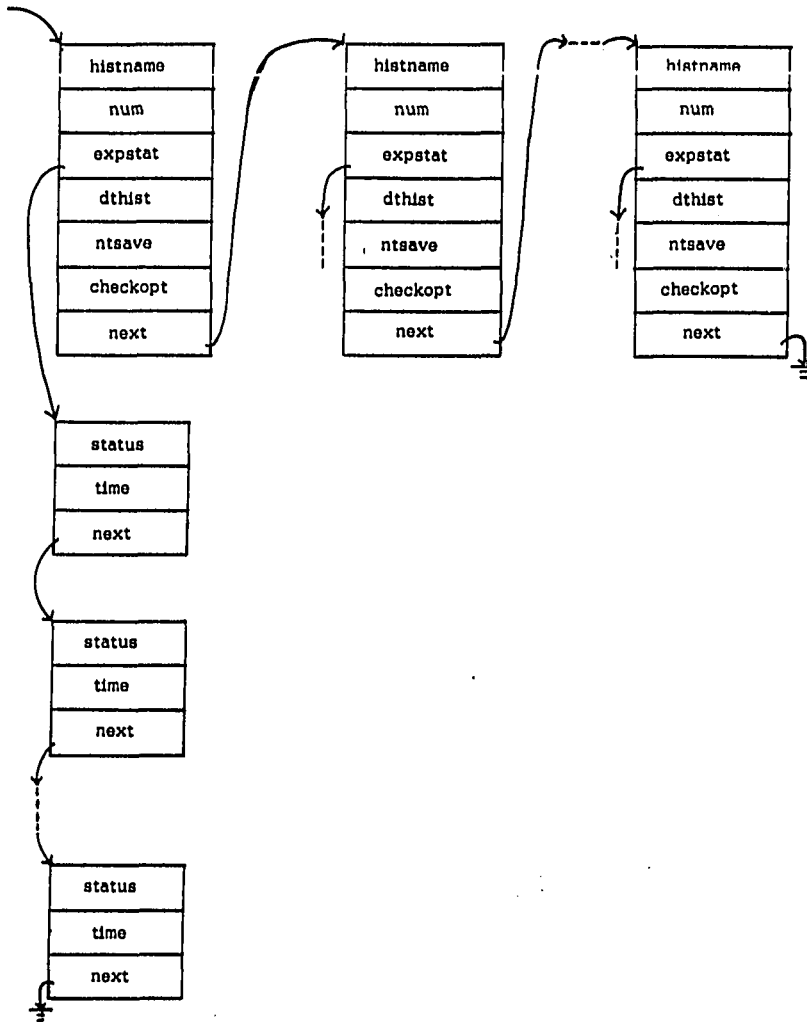 histname
num
expstat
dthist
ntsave
checkopt
next
histname
num
expstat
dthist
ntsave
checkopt
next
histname
num
expstat
dthist
ntsave
checkopt
next
status
time
next
status
time
next
status
time
next